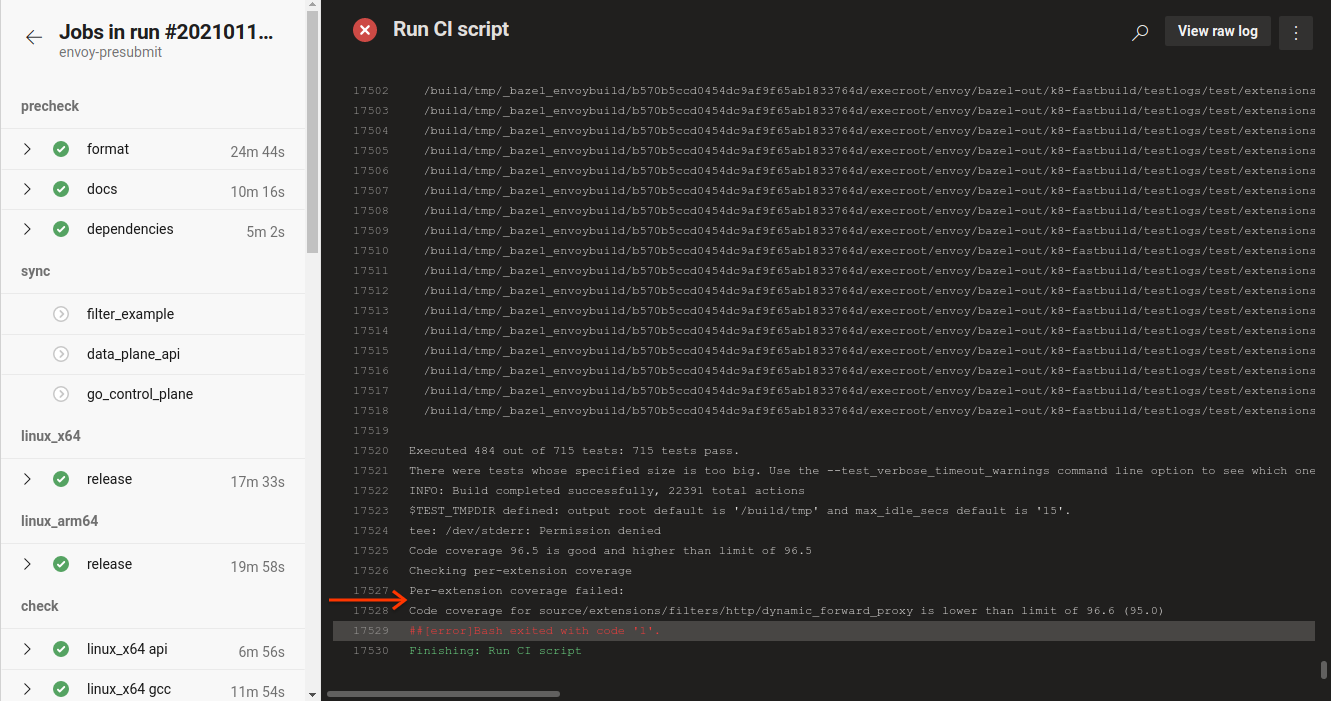 Jobs in run #2021011...
envoy-presubmit
precheck
format 24m 44s
docs 10m 16s
dependencies 5m 2s
sync
filter_example
data_plane_api
go_control_plane
linux_x64
release 17m 33s
linux_arm64
release 19m 58s
check
linux_x64 api 6m 56s
linux_x64 gcc 11m 54s
Run CI script
View raw log
17502 /build/tmp/_bazel_envoybuild/b570b5ccd0454dc9af9f65ab1833764d/execroot/envoy/bazel-out/k8-fastbuild/testlogs/test/extensions
17503 /build/tmp/_bazel_envoybuild/b570b5ccd0454dc9af9f65ab1833764d/execroot/envoy/bazel-out/k8-fastbuild/testlogs/test/extensions
17504 /build/tmp/_bazel_envoybuild/b570b5ccd0454dc9af9f65ab1833764d/execroot/envoy/bazel-out/k8-fastbuild/testlogs/test/extensions
17505 /build/tmp/_bazel_envoybuild/b570b5ccd0454dc9af9f65ab1833764d/execroot/envoy/bazel-out/k8-fastbuild/testlogs/test/extensions
17506 /build/tmp/_bazel_envoybuild/b570b5ccd0454dc9af9f65ab1833764d/execroot/envoy/bazel-out/k8-fastbuild/testlogs/test/extensions
17507 /build/tmp/_bazel_envoybuild/b570b5ccd0454dc9af9f65ab1833764d/execroot/envoy/bazel-out/k8-fastbuild/testlogs/test/extensions
17508 /build/tmp/_bazel_envoybuild/b570b5ccd0454dc9af9f65ab1833764d/execroot/envoy/bazel-out/k8-fastbuild/testlogs/test/extensions
17509 /build/tmp/_bazel_envoybuild/b570b5ccd0454dc9af9f65ab1833764d/execroot/envoy/bazel-out/k8-fastbuild/testlogs/test/extensions
17510 /build/tmp/_bazel_envoybuild/b570b5ccd0454dc9af9f65ab1833764d/execroot/envoy/bazel-out/k8-fastbuild/testlogs/test/extensions
17511 /build/tmp/_bazel_envoybuild/b570b5ccd0454dc9af9f65ab1833764d/execroot/envoy/bazel-out/k8-fastbuild/testlogs/test/extensions
17512 /build/tmp/_bazel_envoybuild/b570b5ccd0454dc9af9f65ab1833764d/execroot/envoy/bazel-out/k8-fastbuild/testlogs/test/extensions
17513 /build/tmp/_bazel_envoybuild/b570b5ccd0454dc9af9f65ab1833764d/execroot/envoy/bazel-out/k8-fastbuild/testlogs/test/extensions
17514 /build/tmp/_bazel_envoybuild/b570b5ccd0454dc9af9f65ab1833764d/execroot/envoy/bazel-out/k8-fastbuild/testlogs/test/extensions
17515 /build/tmp/_bazel_envoybuild/b570b5ccd0454dc9af9f65ab1833764d/execroot/envoy/bazel-out/k8-fastbuild/testlogs/test/extensions
17516 /build/tmp/_bazel_envoybuild/b570b5ccd0454dc9af9f65ab1833764d/execroot/envoy/bazel-out/k8-fastbuild/testlogs/test/extensions
17517 /build/tmp/_bazel_envoybuild/b570b5ccd0454dc9af9f65ab1833764d/execroot/envoy/bazel-out/k8-fastbuild/testlogs/test/extensions
17518 /build/tmp/_bazel_envoybuild/b570b5ccd0454dc9af9f65ab1833764d/execroot/envoy/bazel-out/k8-fastbuild/testlogs/test/extensions
17519
17520 Executed 484 out of 715 tests: 715 tests pass.
17521 There were tests whose specified size is too big. Use the --test_verbose_timeout_warnings command line option to see which one
17522 INFO: Build completed successfully, 22391 total actions
17523 $TEST_TMPDIR defined: output root default is '/build/tmp' and max_idle_secs default is '15'.
17524 tee: /dev/stderr: Permission denied
17525 Code coverage 96.5 is good and higher than limit of 96.5
17526 Checking per-extension coverage
17527 Per-extension coverage failed:
17528 Code coverage for source/extensions/filters/http/dynamic_forward_proxy is lower than limit of 96.6 (95.0)
17529 ##[error]Bash exited with code '1'.
17530 Finishing: Run CI script